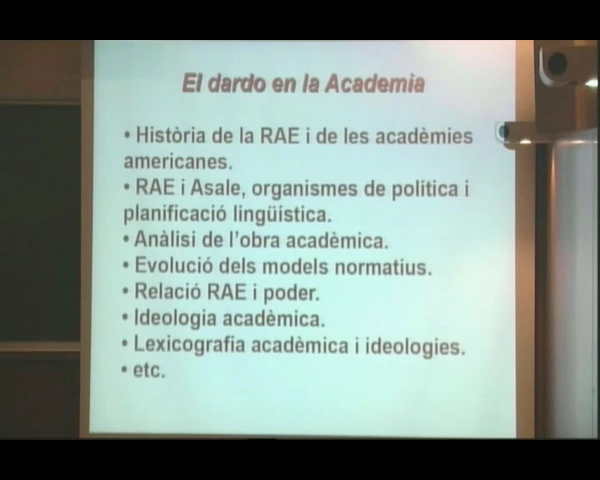 El dardo en la Academia
• Història de la RAE i de les acadèmies
americanes.
• RAE i Asale, organismes de política i
planificació lingüística.
• Anàlisi de l'obra acadèmica.
• Evolució dels models normatius.
• Relació RAE i poder.
• Ideologia acadèmica.
• Lexicografia acadèmica i ideologies.
• etc.